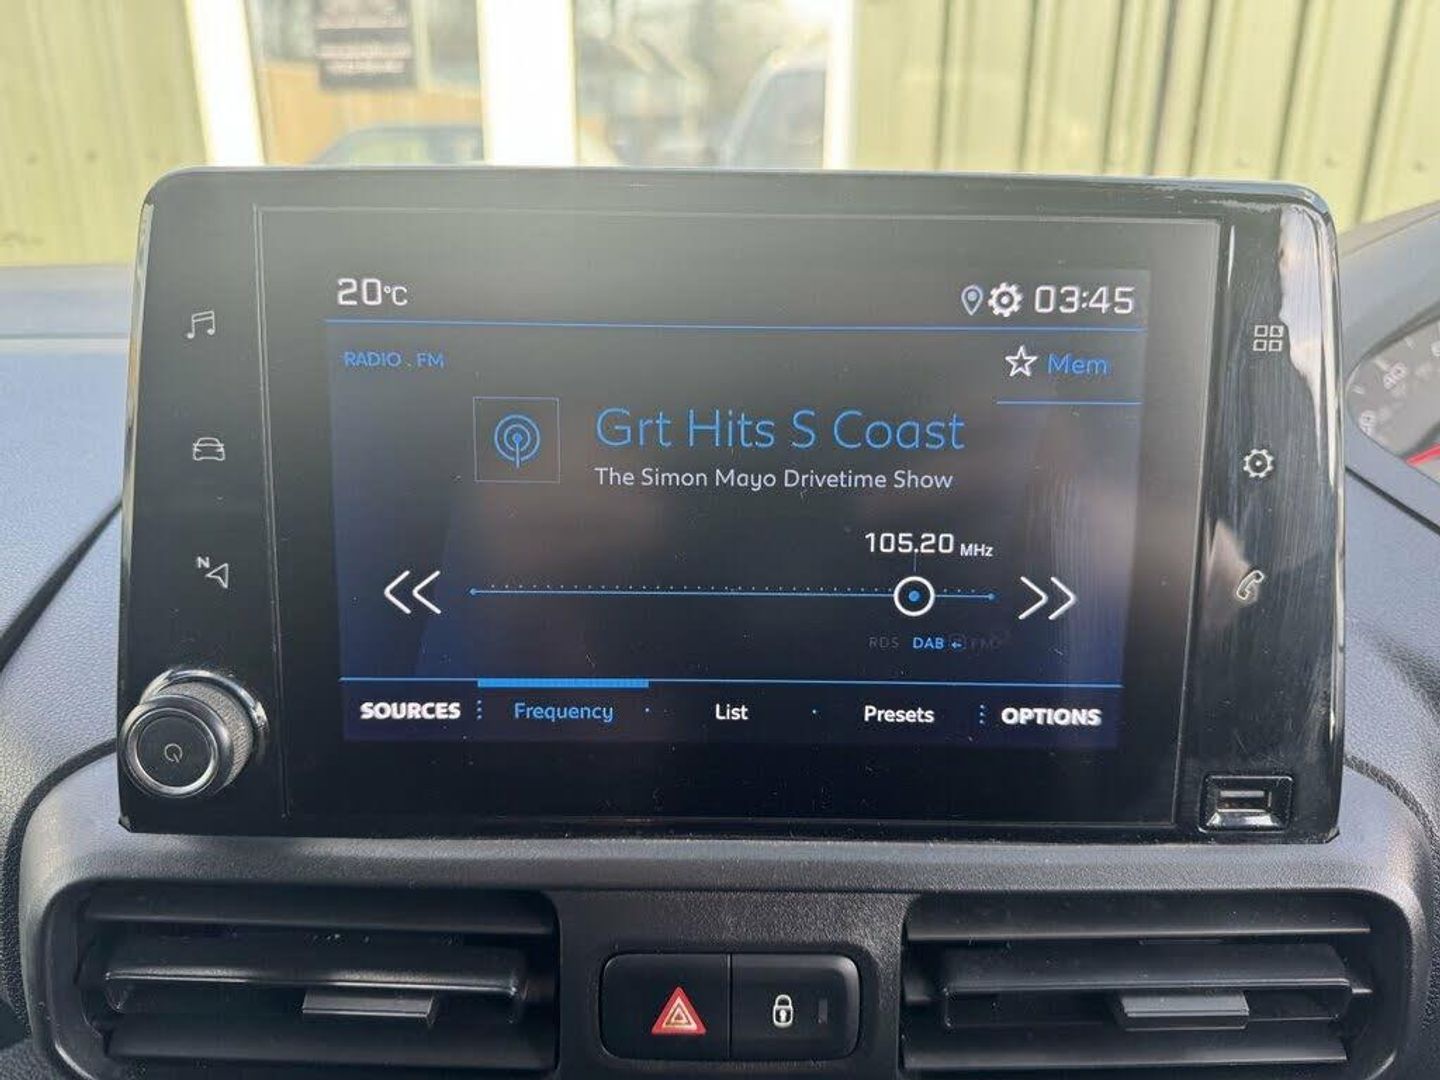 20°C
03:45
RADIO . FM
Mem
Grt Hits S Coast
The Simon Mayo Drivetime Show
105.20 MHz
N
RDS DAB FM
SOURCES Frequency List Presets OPTIONS